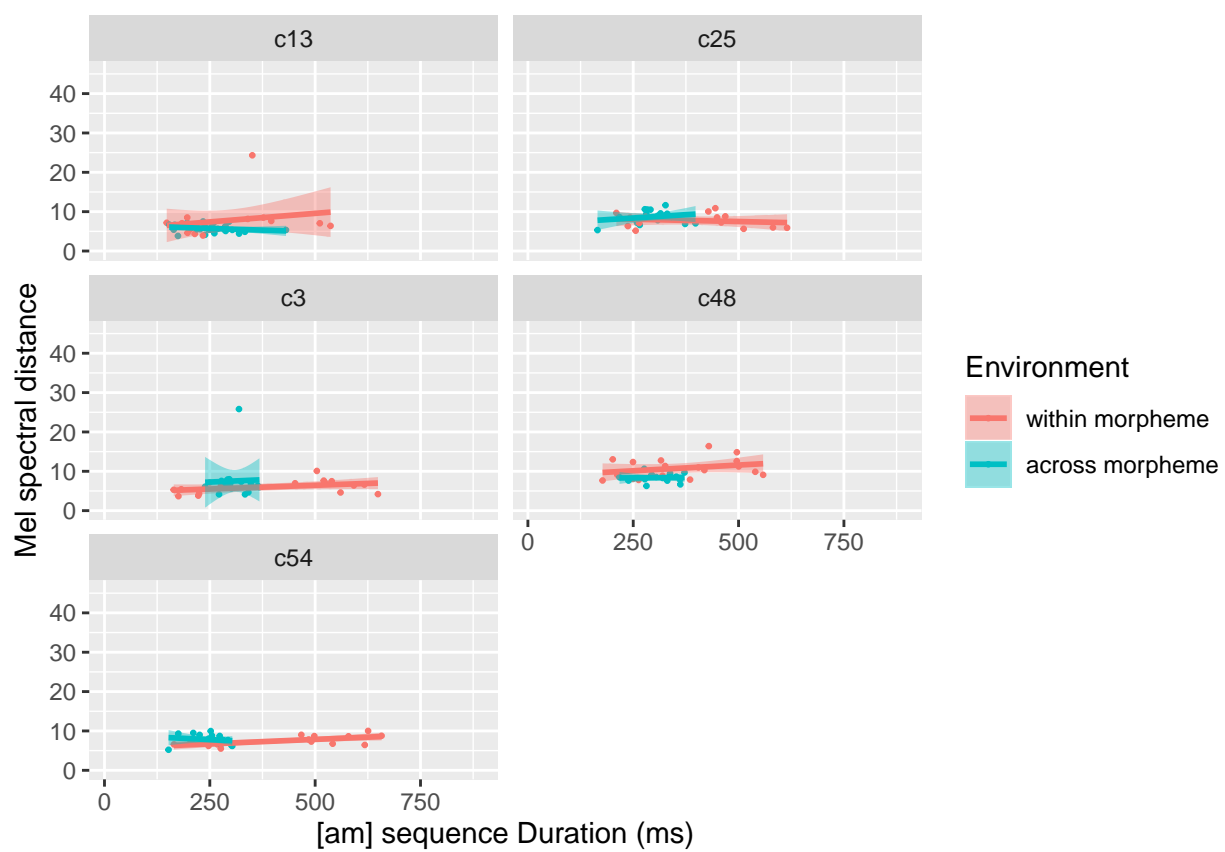 c13
c25
40
30
20
10
0
c3
c48
40
30
20
10
0
0
250
500
750
c54
40
30
20
10
0
0
250
500
750
Mel spectral distance
[am] sequence Duration (ms)
Environment
within morpheme
across morpheme